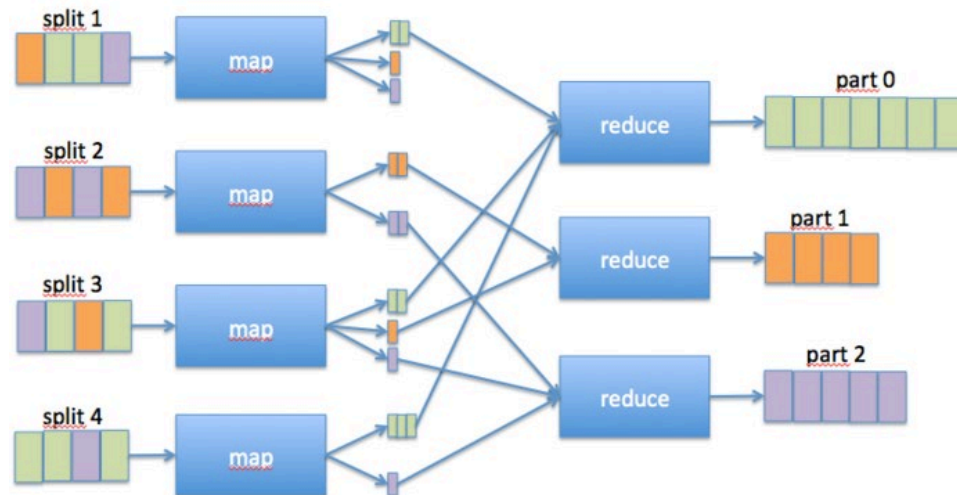 split 1
map
part 0
reduce
split 2
map
part 1
reduce
split 3
map
part 2
reduce
split 4
map